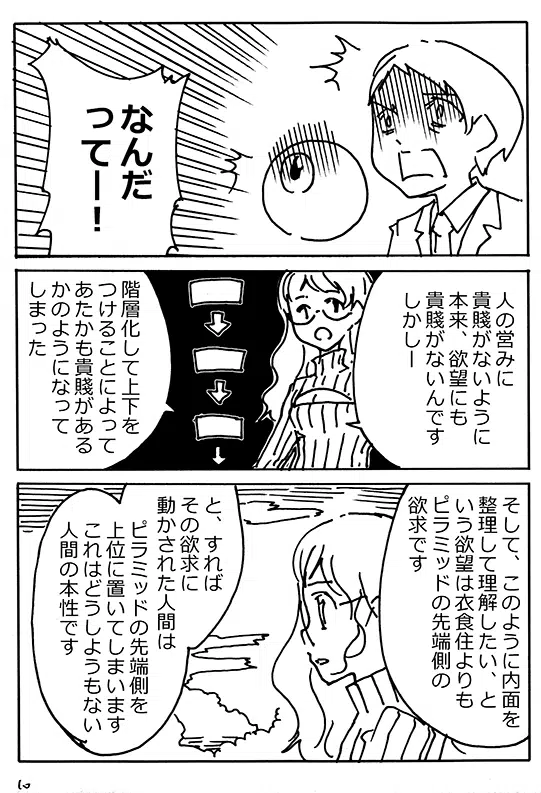 なんだ
ってー！
人の営みに
貴賤がないように
本来、欲望にも
貴賤がないんです
しかしー
階層化して上下を
つけることによって
あたかも貴賤がある
かのようになって
しまった
そして、このように内面を
整理して理解したい、と
いう欲望は衣食住よりも
ピラミッドの先端側の
欲求です
と、すれば
その欲求に
動かされた人間は
ピラミッドの先端側を
上位に置いてしまいます
これはどうしようもない
人間の本性です
10